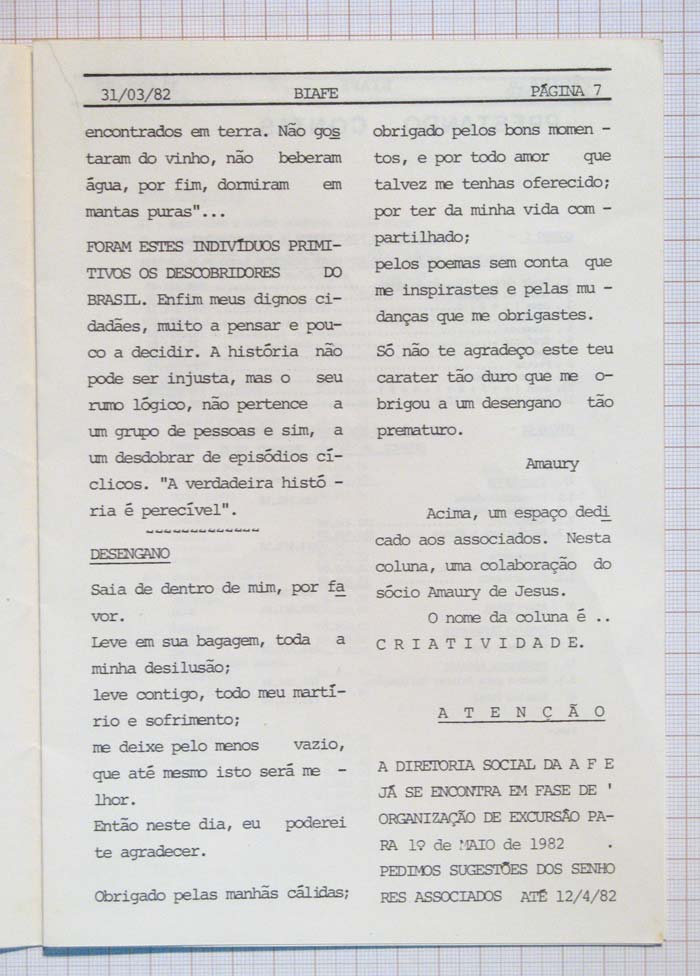 31/03/82 BIAFE PÁGINA 7
encontrados em terra. Não gos
taram do vinho, não beberam
água, por fim, dormiram em
mantas puras"...
FORAM ESTES INDIVÍDUOS PRIMI-
TIVOS OS DESCOBRIDORES DO
BRASIL. Enfim meus dignos ci-
dadães, muito a pensar e pou-
co a decidir. A história não
pode ser injusta, mas o seu
rumo lógico, não pertence a
um grupo de pessoas e sim, a
um desdobrar de episódios cí-
clicos. "A verdadeira histó -
ria é perecível".
~~~~~~~~~~~~~
DESENGANO
Saia de dentro de mim, por fa
vor.
Leve em sua bagagem, toda a
minha desilusão;
leve contigo, todo meu martí-
rio e sofrimento;
me deixe pelo menos vazio,
que até mesmo isto será me -
lhor.
Então neste dia, eu poderei
te agradecer.
Obrigado pelas manhãs cálidas;
obrigado pelos bons momen -
tos, e por todo amor que
talvez me tenhas oferecido;
por ter da minha vida com -
partilhado;
pelos poemas sem conta que
me inspirastes e pelas mu -
danças que me obrigastes.
Só não te agradeço este teu
carater tão duro que me o-
brigou a um desengano tão
prematuro.
Amaury
Acima, um espaço dedi
cado aos associados. Nesta
coluna, uma colaboração do
sócio Amaury de Jesus.
O nome da coluna é ..
C R I A T I V I D A D E.
A T E N Ç Ã O
A DIRETORIA SOCIAL DA A F E
JÁ SE ENCONTRA EM FASE DE '
ORGANIZAÇÃO DE EXCURSÃO PA-
RA 1º de MAIO de 1982 .
PEDIMOS SUGESTÕES DOS SENHO
RES ASSOCIADOS ATÉ 12/4/82